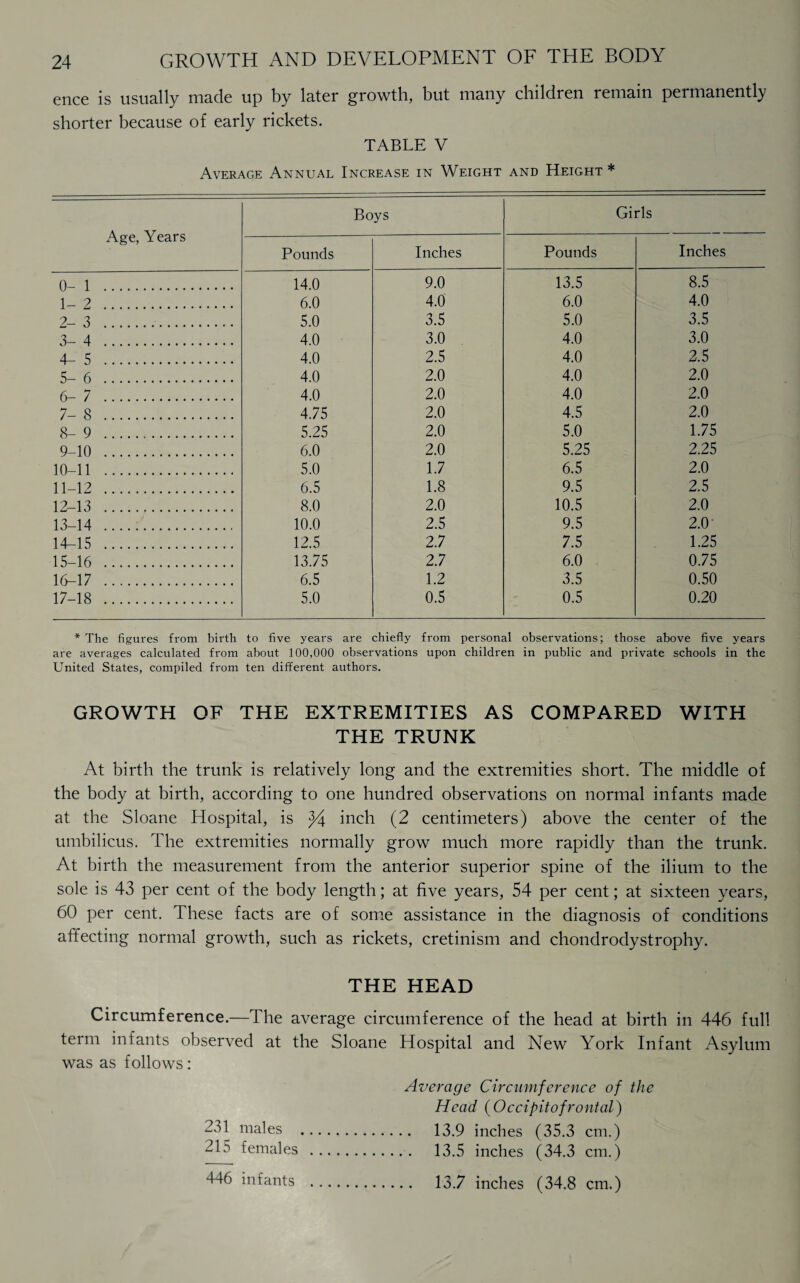 24 GROWTH AND DEVELOPMENT OF THE BODY
ence is usually made up by later growth, but many children remain permanently
shorter because of early rickets.
TABLE V
Average Annual Increase in Weight and Height *
Age, Years Boys Girls
Pounds Inches Pounds Inches
0- 1 .................. 14.0 9.0 13.5 8.5
1- 2 .................. 6.0 4.0 6.0 4.0
2- 3 .................. 5.0 3.5 5.0 3.5
3- 4 .................. 4.0 3.0 4.0 3.0
4- 5 .................. 4.0 2.5 4.0 2.5
5- 6 .................. 4.0 2.0 4.0 2.0
6- 7 .................. 4.0 2.0 4.0 2.0
7- 8 .................. 4.75 2.0 4.5 2.0
8- 9 .................. 5.25 2.0 5.0 1.75
9-10 .................. 6.0 2.0 5.25 2.25
10-11 .................. 5.0 1.7 6.5 2.0
11-12 .................. 6.5 1.8 9.5 2.5
12-13 .................. 8.0 2.0 10.5 2.0
13-14 .................. 10.0 2.5 9.5 2.0
14-15 .................. 12.5 2.7 7.5 1.25
15-16 .................. 13.75 2.7 6.0 0.75
16-17 .................. 6.5 1.2 3.5 0.50
17-18 .................. 5.0 0.5 0.5 0.20
* The figures from birth to five years are chiefly from personal observations; those above five years
are averages calculated from about 100,000 observations upon children in public and private schools in the
United States, compiled from ten different authors.
GROWTH OF THE EXTREMITIES AS COMPARED WITH
THE TRUNK
At birth the trunk is relatively long and the extremities short. The middle of
the body at birth, according to one hundred observations on normal infants made
at the Sloane Hospital, is ¾ inch (2 centimeters) above the center of the
umbilicus. The extremities normally grow much more rapidly than the trunk.
At birth the measurement from the anterior superior spine of the ilium to the
sole is 43 per cent of the body length; at five years, 54 per cent; at sixteen years,
60 per cent. These facts are of some assistance in the diagnosis of conditions
affecting normal growth, such as rickets, cretinism and chondrodystrophy.
THE HEAD
Circumference.—The average circumference of the head at birth in 446 full
term infants observed at the Sloane Hospital and New York Infant Asylum
was as follows:
Average Circumference of the
Head (Occipitofrontal)
231 males ............. 13.9 inches (35.3 cm.)
215 females ............. 13.5 inches (34.3 cm.)
446 infants ............. 13.7 inches (34.8 cm.)